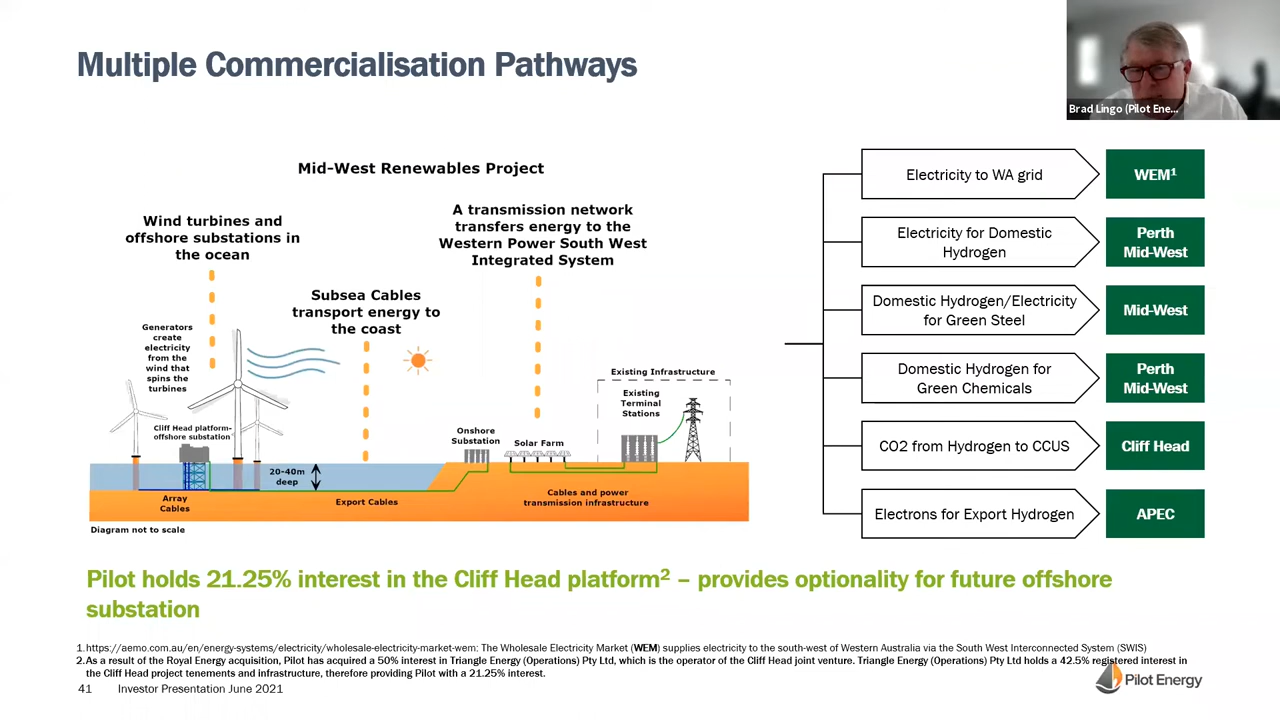 Multiple Commercialisation Pathways
Brad Lingo (Pilot Ene...
Mid-West Renewables Project
Wind turbines and
offshore substations in
the ocean
A transmission network
transfers energy to the
Western Power South West
Integrated System
Subsea Cables
transport energy to
the coast
Generators
create
electricity
from the
wind that
spins the
turbines
Cliff Head platform-
offshore substation
20-40m
deep
Array
Cables
Export Cables
Onshore
Substation
Solar Farm
Existing Infrastructure
Existing
Terminal
Stations
Cables and power
transmission infrastructure
Diagram not to scale
Electricity to WA grid
WEM¹
Electricity for Domestic
Hydrogen
Perth
Mid-West
Domestic Hydrogen/Electricity
for Green Steel
Mid-West
Domestic Hydrogen for
Green Chemicals
Perth
Mid-West
CO2 from Hydrogen to CCUS
Cliff Head
Electrons for Export Hydrogen
APEC
Pilot holds 21.25% interest in the Cliff Head platform² – provides optionality for future offshore
substation
1. https://aemo.com.au/en/energy-systems/electricity/wholesale-electricity-market-wem: The Wholesale Electricity Market (WEM) supplies electricity to the south-west of Western Australia via the South West Interconnected System (SWIS)
2. As a result of the Royal Energy acquisition, Pilot has acquired a 50% interest in Triangle Energy (Operations) Pty Ltd, which is the operator of the Cliff Head joint venture. Triangle Energy (Operations) Pty Ltd holds a 42.5% registered interest in
the Cliff Head project tenements and infrastructure, therefore providing Pilot with a 21.25% interest.
41 Investor Presentation June 2021
Pilot Energy